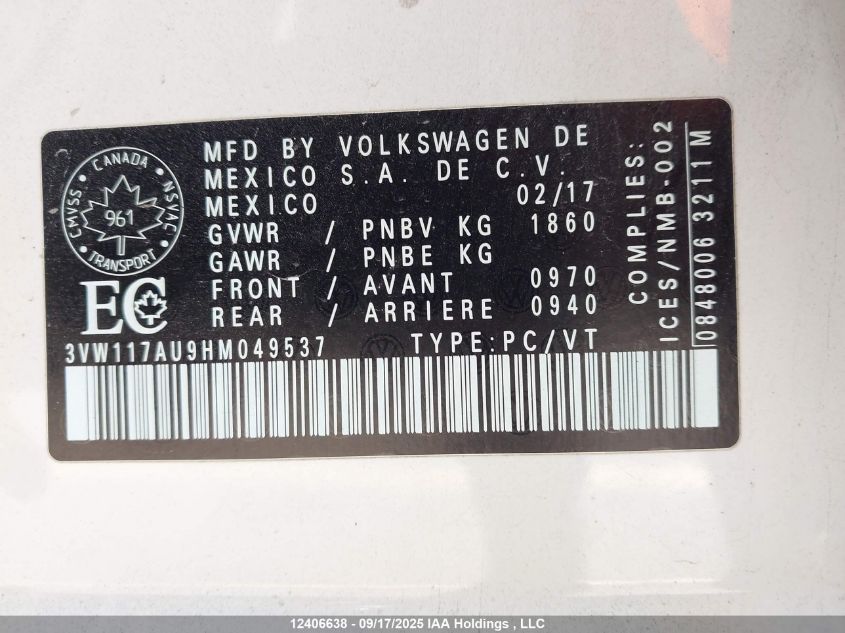 CANADA
CMVSS
NSVAC
961
TRANSPORT
EC
MFD BY VOLKSWAGEN DE
MEXICO S.A. DE C.V.
MEXICO 02/17
GVWR / PNBV KG 1860
GAWR / PNBE KG
FRONT / AVANT 0970
REAR / ARRIERE 0940
3VW117AU9HM049537 TYPE:PC/VT
COMPLIES:
ICES/NMB-002
0848006 3211 M
12406638 - 09/17/2025 IAA Holdings , LLC